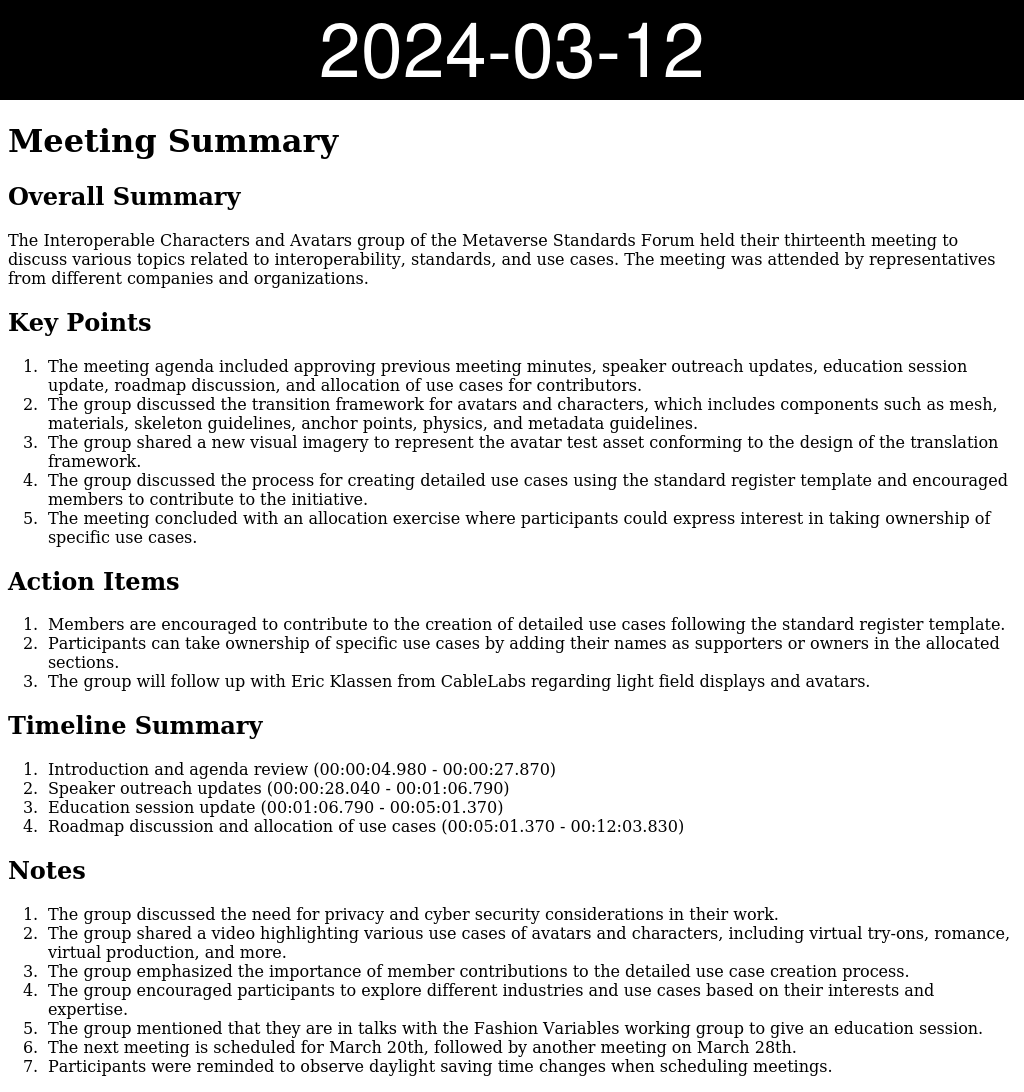 2024-03-12
Meeting Summary
Overall Summary
The Interoperable Characters and Avatars group of the Metaverse Standards Forum held their thirteenth meeting to
discuss various topics related to interoperability, standards, and use cases. The meeting was attended by representatives
from different companies and organizations.
Key Points
1. The meeting agenda included approving previous meeting minutes, speaker outreach updates, education session
update, roadmap discussion, and allocation of use cases for contributors.
2. The group discussed the transition framework for avatars and characters, which includes components such as mesh,
materials, skeleton guidelines, anchor points, physics, and metadata guidelines.
3. The group shared a new visual imagery to represent the avatar test asset conforming to the design of the translation
framework.
4. The group discussed the process for creating detailed use cases using the standard register template and encouraged
members to contribute to the initiative.
5. The meeting concluded with an allocation exercise where participants could express interest in taking ownership of
specific use cases.
Action Items
1. Members are encouraged to contribute to the creation of detailed use cases following the standard register template.
2. Participants can take ownership of specific use cases by adding their names as supporters or owners in the allocated
sections.
3. The group will follow up with Eric Klassen from CableLabs regarding light field displays and avatars.
Timeline Summary
1. Introduction and agenda review (00:00:04.980 - 00:00:27.870)
2. Speaker outreach updates (00:00:28.040 - 00:01:06.790)
3. Education session update (00:01:06.790 - 00:05:01.370)
4. Roadmap discussion and allocation of use cases (00:05:01.370 - 00:12:03.830)
Notes
1. The group discussed the need for privacy and cyber security considerations in their work.
2. The group shared a video highlighting various use cases of avatars and characters, including virtual try-ons, romance,
virtual production, and more.
3. The group emphasized the importance of member contributions to the detailed use case creation process.
4. The group encouraged participants to explore different industries and use cases based on their interests and
expertise.
5. The group mentioned that they are in talks with the Fashion Variables working group to give an education session.
6. The next meeting is scheduled for March 20th, followed by another meeting on March 28th.
7. Participants were reminded to observe daylight saving time changes when scheduling meetings.